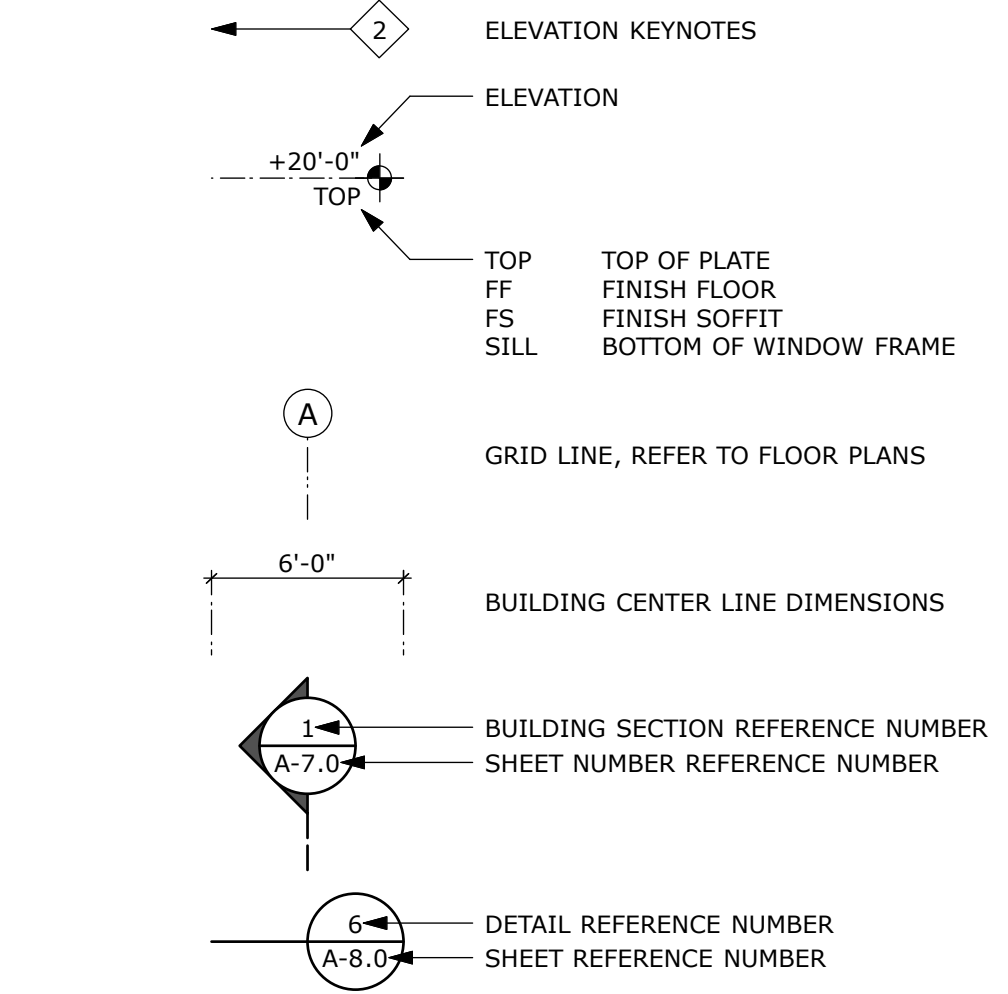 2 ELEVATION KEYNOTES
ELEVATION
+20'-0"
TOP
TOP TOP OF PLATE
FF FINISH FLOOR
FS FINISH SOFFIT
SILL BOTTOM OF WINDOW FRAME
A
GRID LINE, REFER TO FLOOR PLANS
6'-0"
BUILDING CENTER LINE DIMENSIONS
1 BUILDING SECTION REFERENCE NUMBER
A-7.0 SHEET NUMBER REFERENCE NUMBER
6 DETAIL REFERENCE NUMBER
A-8.0 SHEET REFERENCE NUMBER